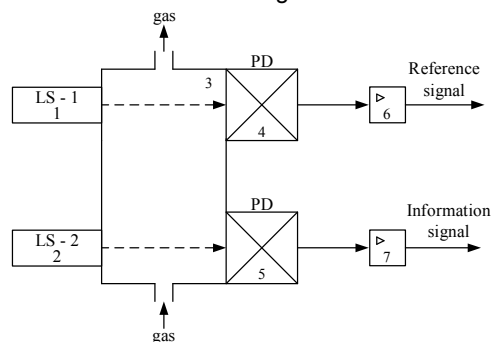 gas
LS - 1
1
3
PD
4
6
Reference
signal
LS - 2
2
PD
5
7
Information
signal
gas